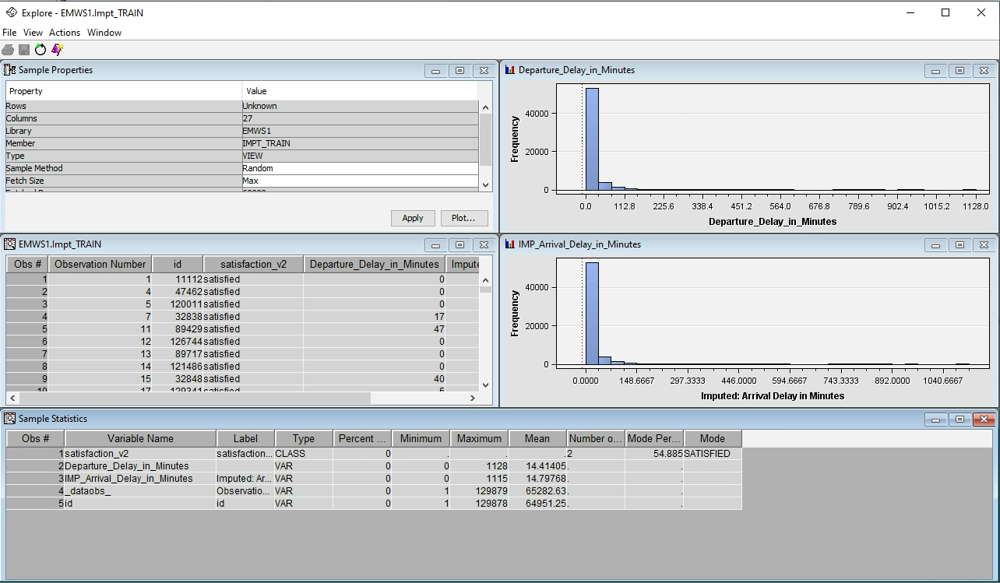 Explore - EMWS1.Impt_TRAIN
File View Actions Window
Sample Properties
Property Value
Rows Unknown
Columns 27
Library EMWS1
Member IMPT_TRAIN
Type VIEW
Sample Method Random
Fetch Size Max
Apply Plot...
Departure_Delay_in_Minutes
Frequency
40000
20000
0
0.0 112.8 225.6 338.4 451.2 564.0 676.8 789.6 902.4 1015.2 1128.0
Departure_Delay_in_Minutes
EMWS1.Impt_TRAIN
Obs # Observation Number id satisfaction_v2 Departure_Delay_in_Minutes Impute
1 1 11112 satisfied 0
2 4 47462 satisfied 0
3 5 120011 satisfied 0
4 7 32838 satisfied 17
5 11 89429 satisfied 47
6 12 126744 satisfied 0
7 13 89717 satisfied 0
8 14 121486 satisfied 0
9 15 32848 satisfied 40
10 17 129341 satisfied 5
IMP_Arrival_Delay_in_Minutes
Frequency
40000
20000
0
0.0000 148.6667 297.3333 446.0000 594.6667 743.3333 892.0000 1040.6667
Imputed: Arrival Delay in Minutes
Sample Statistics
Obs # Variable Name Label Type Percent ... Minimum Maximum Mean Number o... Mode Per... Mode
1 satisfaction_v2 satisfaction... CLASS 0 . . . 2 54.885 SATISFIED
2 Departure_Delay_in_Minutes VAR 0 0 1128 14.41405 . .
3 IMP_Arrival_Delay_in_Minutes Imputed: Ar... VAR 0 0 1115 14.79768 . .
4 _dataobs_ Observatio... VAR 0 1 129879 65282.63 . .
5 id id VAR 0 1 129878 64951.25 . .